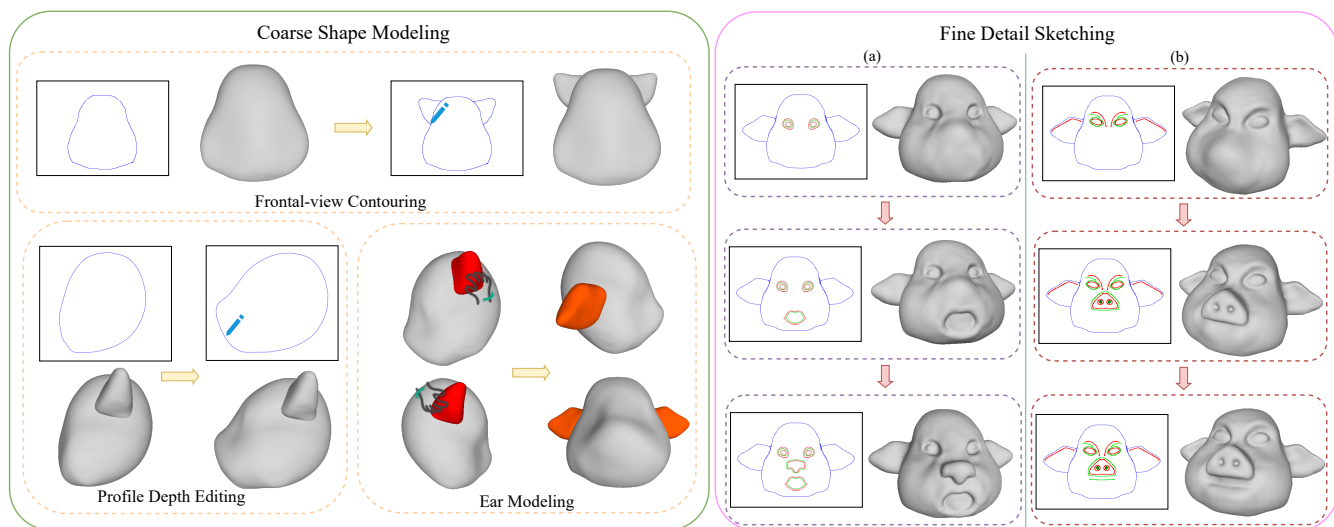 Coarse Shape Modeling
Frontal-view Contouring
Profile Depth Editing
Ear Modeling
Fine Detail Sketching
(a)
(b)